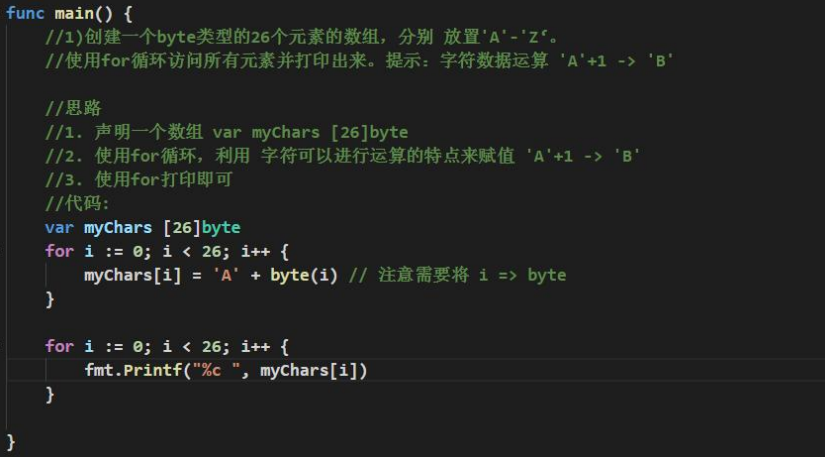 func main() {
//1)创建一个byte类型的26个元素的数组，分别 放置'A'-'Z‘。
//使用for循环访问所有元素并打印出来。提示：字符数据运算 'A'+1 -> 'B'
//思路
//1. 声明一个数组 var myChars [26]byte
//2. 使用for循环，利用 字符可以进行运算的特点来赋值 'A'+1 -> 'B'
//3. 使用for打印即可
//代码:
var myChars [26]byte
for i := 0; i < 26; i++ {
myChars[i] = 'A' + byte(i) // 注意需要将 i => byte
}
for i := 0; i < 26; i++ {
fmt.Printf("%c ", myChars[i])
}
}